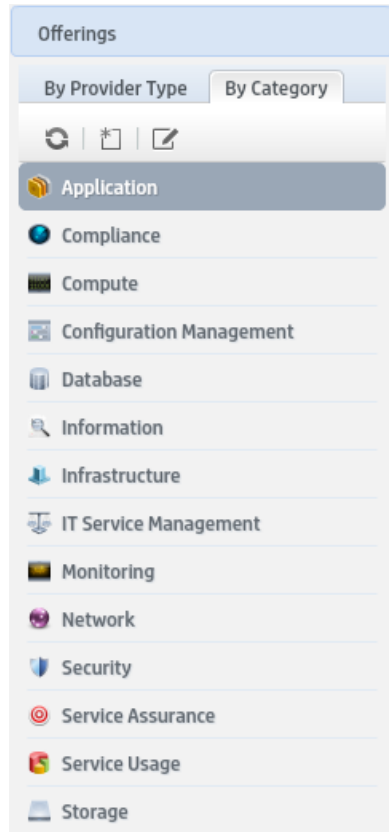 Offerings
By Provider Type By Category
Application
Compliance
Compute
Configuration Management
Database
Information
Infrastructure
IT Service Management
Monitoring
Network
Security
Service Assurance
Service Usage
Storage